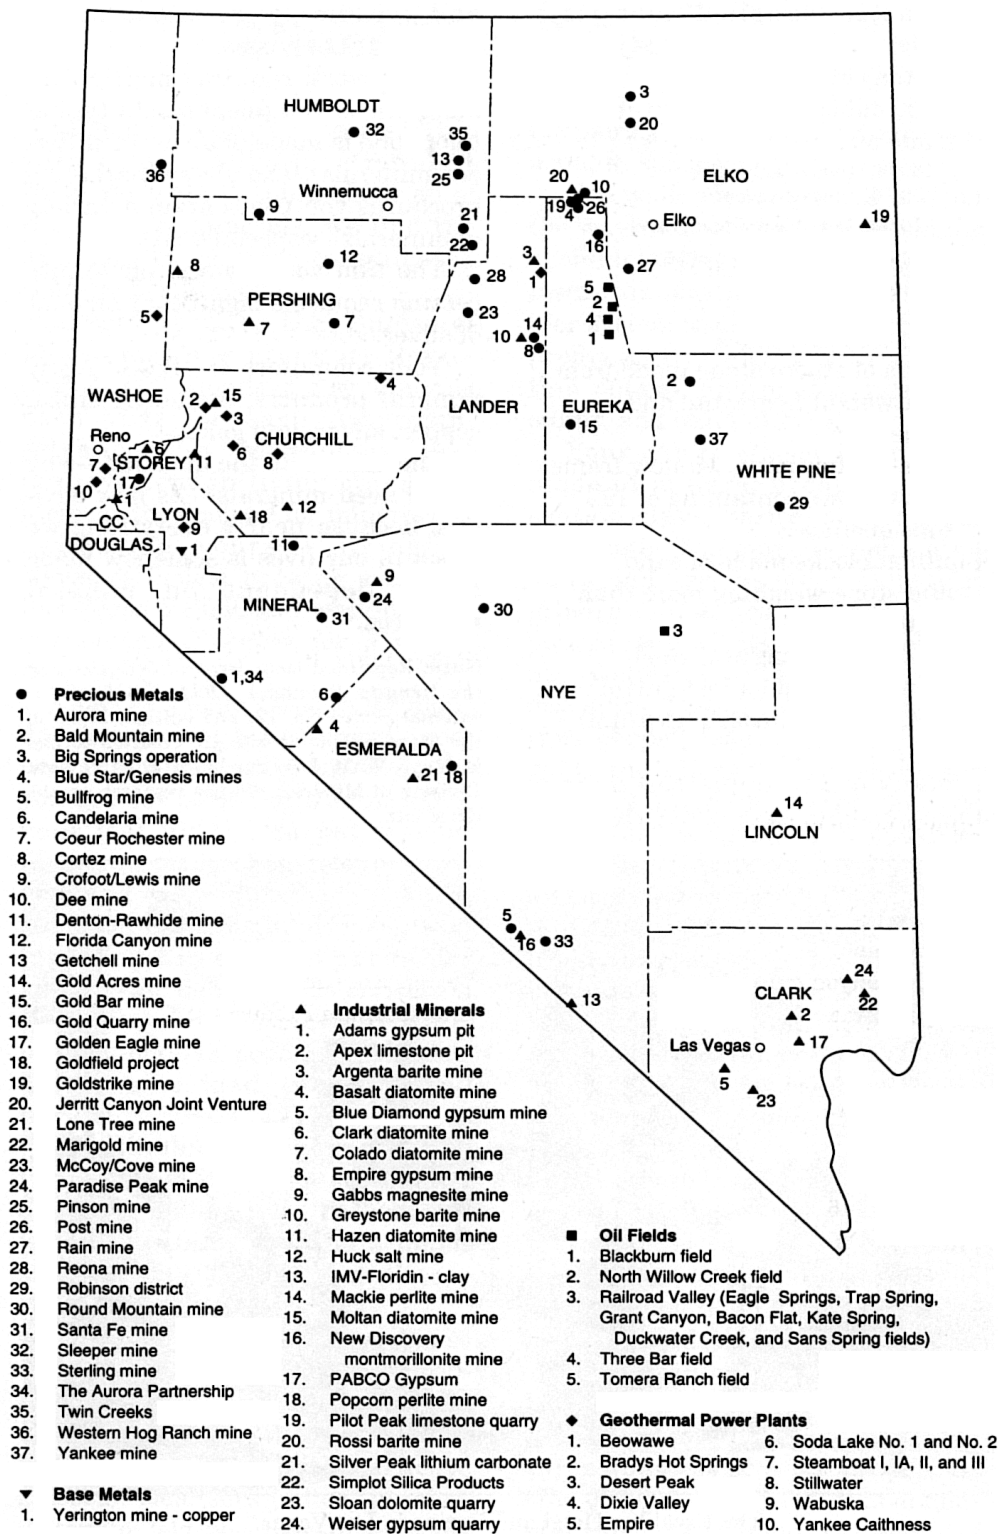 HUMBOLDT
32
35
13
25
36
Winnemucca
9
3
20
ELKO
20
10
19
4
26
Elko
19
16
21
22
12
8
28
3
1
27
5
2
4
1
PERSHING
5
7
7
23
10
14
8
4
2
WASHOE
2
15
3
LANDER
EUREKA
15
Reno
6
CHURCHILL
37
7
STOREY
11
6
8
WHITE PINE
10
17
1
12
29
CC
LYON
18
9
DOUGLAS
1
11
9
24
MINERAL
31
30
3
1,34
6
NYE
4
ESMERALDA
21
18
14
LINCOLN
5
16
33
13
24
CLARK
22
2
Las Vegas
17
5
23
Precious Metals
1. Aurora mine
2. Bald Mountain mine
3. Big Springs operation
4. Blue Star/Genesis mines
5. Bullfrog mine
6. Candelaria mine
7. Coeur Rochester mine
8. Cortez mine
9. Crofoot/Lewis mine
10. Dee mine
11. Denton-Rawhide mine
12. Florida Canyon mine
13 Getchell mine
14. Gold Acres mine
15. Gold Bar mine
16. Gold Quarry mine
17. Golden Eagle mine
18. Goldfield project
19. Goldstrike mine
20. Jerritt Canyon Joint Venture
21. Lone Tree mine
22. Marigold mine
23. McCoy/Cove mine
24. Paradise Peak mine
25. Pinson mine
26. Post mine
27. Rain mine
28. Reona mine
29. Robinson district
30. Round Mountain mine
31. Santa Fe mine
32. Sleeper mine
33. Sterling mine
34. The Aurora Partnership
35. Twin Creeks
36. Western Hog Ranch mine
37. Yankee mine
Base Metals
1. Yerington mine - copper
Industrial Minerals
1. Adams gypsum pit
2. Apex limestone pit
3. Argenta barite mine
4. Basalt diatomite mine
5. Blue Diamond gypsum mine
6. Clark diatomite mine
7. Colado diatomite mine
8. Empire gypsum mine
9. Gabbs magnesite mine
10. Greystone barite mine
11. Hazen diatomite mine
12. Huck salt mine
13. IMV-Floridin - clay
14. Mackie perlite mine
15. Moltan diatomite mine
16. New Discovery
montmorillonite mine
17. PABCO Gypsum
18. Popcorn perlite mine
19. Pilot Peak limestone quarry
20. Rossi barite mine
21. Silver Peak lithium carbonate
22. Simplot Silica Products
23. Sloan dolomite quarry
24. Weiser gypsum quarry
Oil Fields
1. Blackburn field
2. North Willow Creek field
3. Railroad Valley (Eagle Springs, Trap Spring,
Grant Canyon, Bacon Flat, Kate Spring,
Duckwater Creek, and Sans Spring fields)
4. Three Bar field
5. Tomera Ranch field
Geothermal Power Plants
1. Beowawe
2. Bradys Hot Springs
3. Desert Peak
4. Dixie Valley
5. Empire
6. Soda Lake No. 1 and No. 2
7. Steamboat I, IA, II, and III
8. Stillwater
9. Wabuska
10. Yankee Caithness